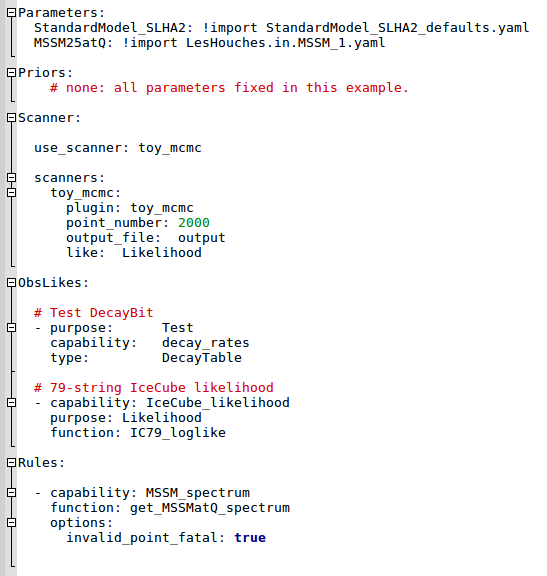 Parameters:
  StandardModel_SLHA2: !import StandardModel_SLHA2_defaults.yaml
  MSSM25atQ: !import LesHouches.in.MSSM_1.yaml
Priors:
    # none: all parameters fixed in this example.
Scanner:
  use_scanner: toy_mcmc
  scanners:
    toy_mcmc:
      plugin: toy_mcmc
      point_number: 2000
      output_file:  output
      like:  Likelihood
ObsLikes:
  # Test DecayBit
  - purpose:      Test
    capability:   decay_rates
    type:         DecayTable
  # 79-string IceCube likelihood
  - capability: IceCube_likelihood
    purpose: Likelihood
    function: IC79_loglike
Rules:
  - capability: MSSM_spectrum
    function: get_MSSMatQ_spectrum
    options:
      invalid_point_fatal: true